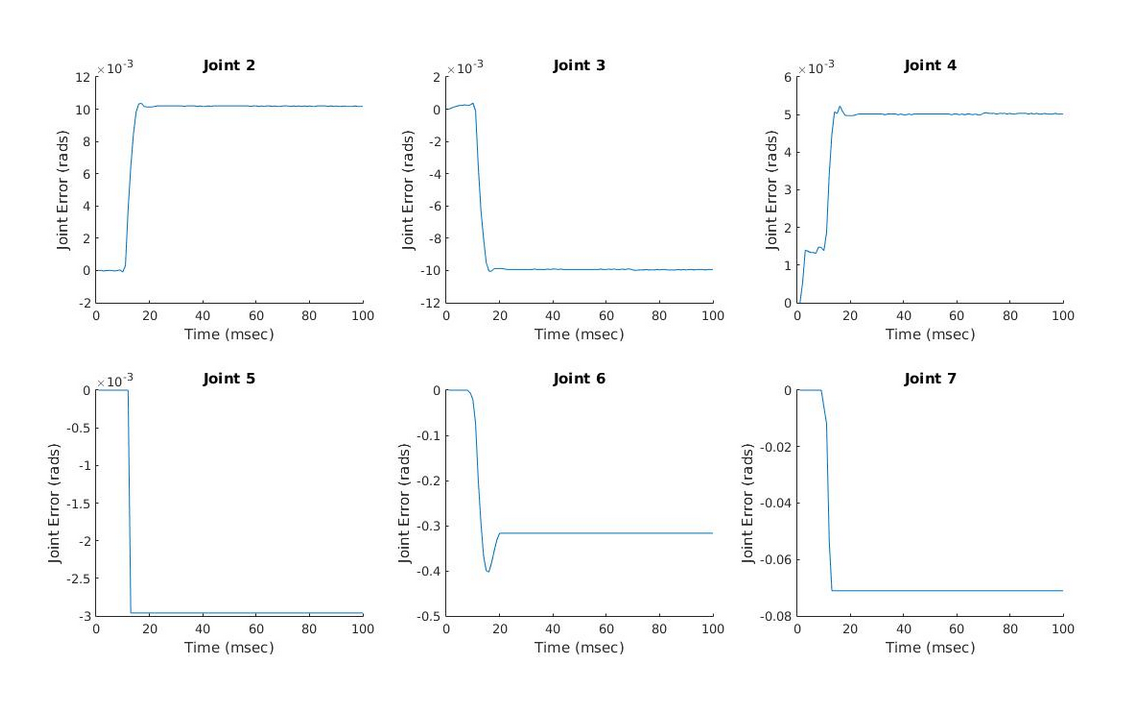 Joint 2
×10-3
12
10
8
6
4
2
0
-2
Joint Error (rads)
0 20 40 60 80 100
Time (msec)
Joint 3
×10-3
2
0
-2
-4
-6
-8
-10
-12
Joint Error (rads)
0 20 40 60 80 100
Time (msec)
Joint 4
×10-3
6
5
4
3
2
1
0
Joint Error (rads)
0 20 40 60 80 100
Time (msec)
Joint 5
×10-3
0
-0.5
-1
-1.5
-2
-2.5
-3
Joint Error (rads)
0 20 40 60 80 100
Time (msec)
Joint 6
0
-0.1
-0.2
-0.3
-0.4
-0.5
Joint Error (rads)
0 20 40 60 80 100
Time (msec)
Joint 7
0
-0.02
-0.04
-0.06
-0.08
Joint Error (rads)
0 20 40 60 80 100
Time (msec)